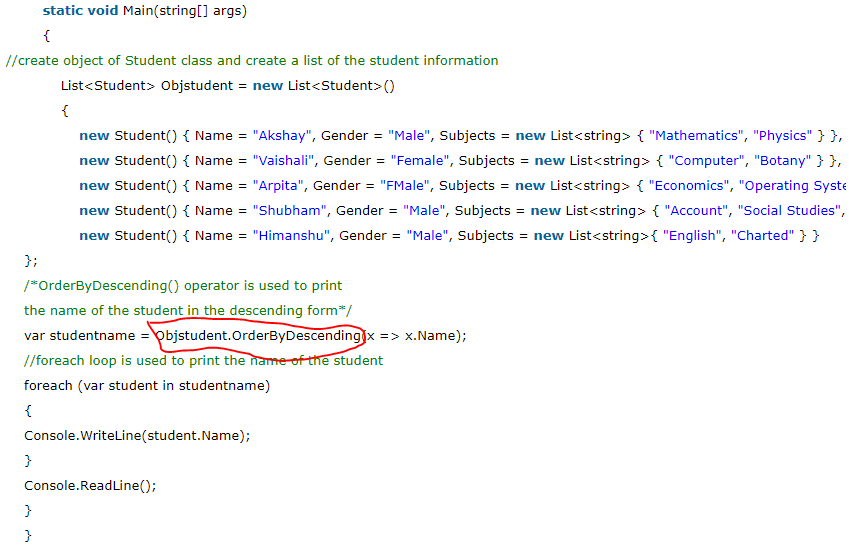 static void Main(string[] args)
{
//create object of Student class and create a list of the student information
List<Student> Objstudent = new List<Student>()
{
new Student() { Name = "Akshay", Gender = "Male", Subjects = new List<string> { "Mathematics", "Physics" } },
new Student() { Name = "Vaishali", Gender = "Female", Subjects = new List<string> { "Computer", "Botany" } },
new Student() { Name = "Arpita", Gender = "FMale", Subjects = new List<string> { "Economics", "Operating Syste
new Student() { Name = "Shubham", Gender = "Male", Subjects = new List<string> { "Account", "Social Studies",
new Student() { Name = "Himanshu", Gender = "Male", Subjects = new List<string>{ "English", "Charted" } }
};
/*OrderByDescending() operator is used to print
the name of the student in the descending form*/
var studentname = Objstudent.OrderByDescending(x => x.Name);
//foreach loop is used to print the name of the student
foreach (var student in studentname)
{
Console.WriteLine(student.Name);
}
Console.ReadLine();
}
}